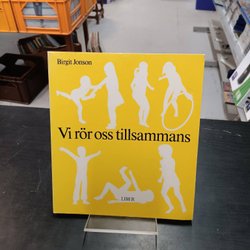 Birgit Jonson
Vi rör oss tillsammans
LIBER